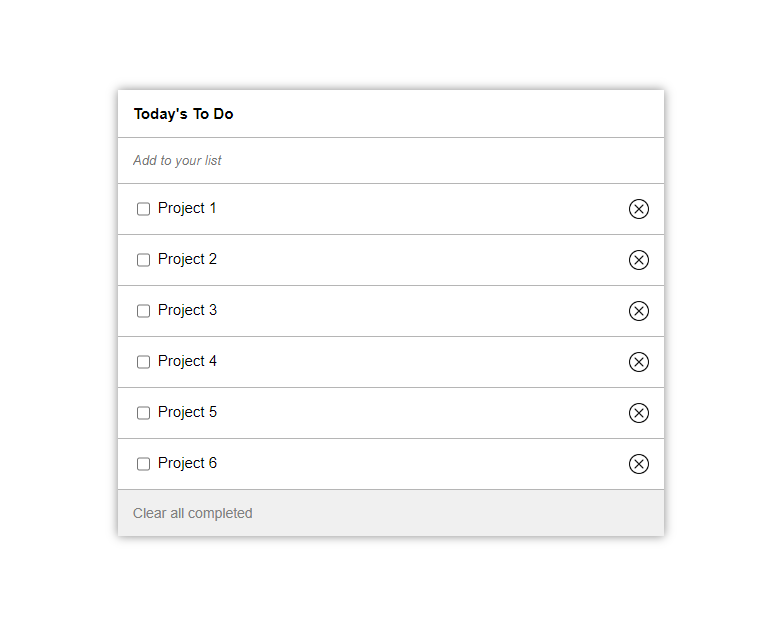 Today's To Do
Add to your list
Project 1
Project 2
Project 3
Project 4
Project 5
Project 6
Clear all completed